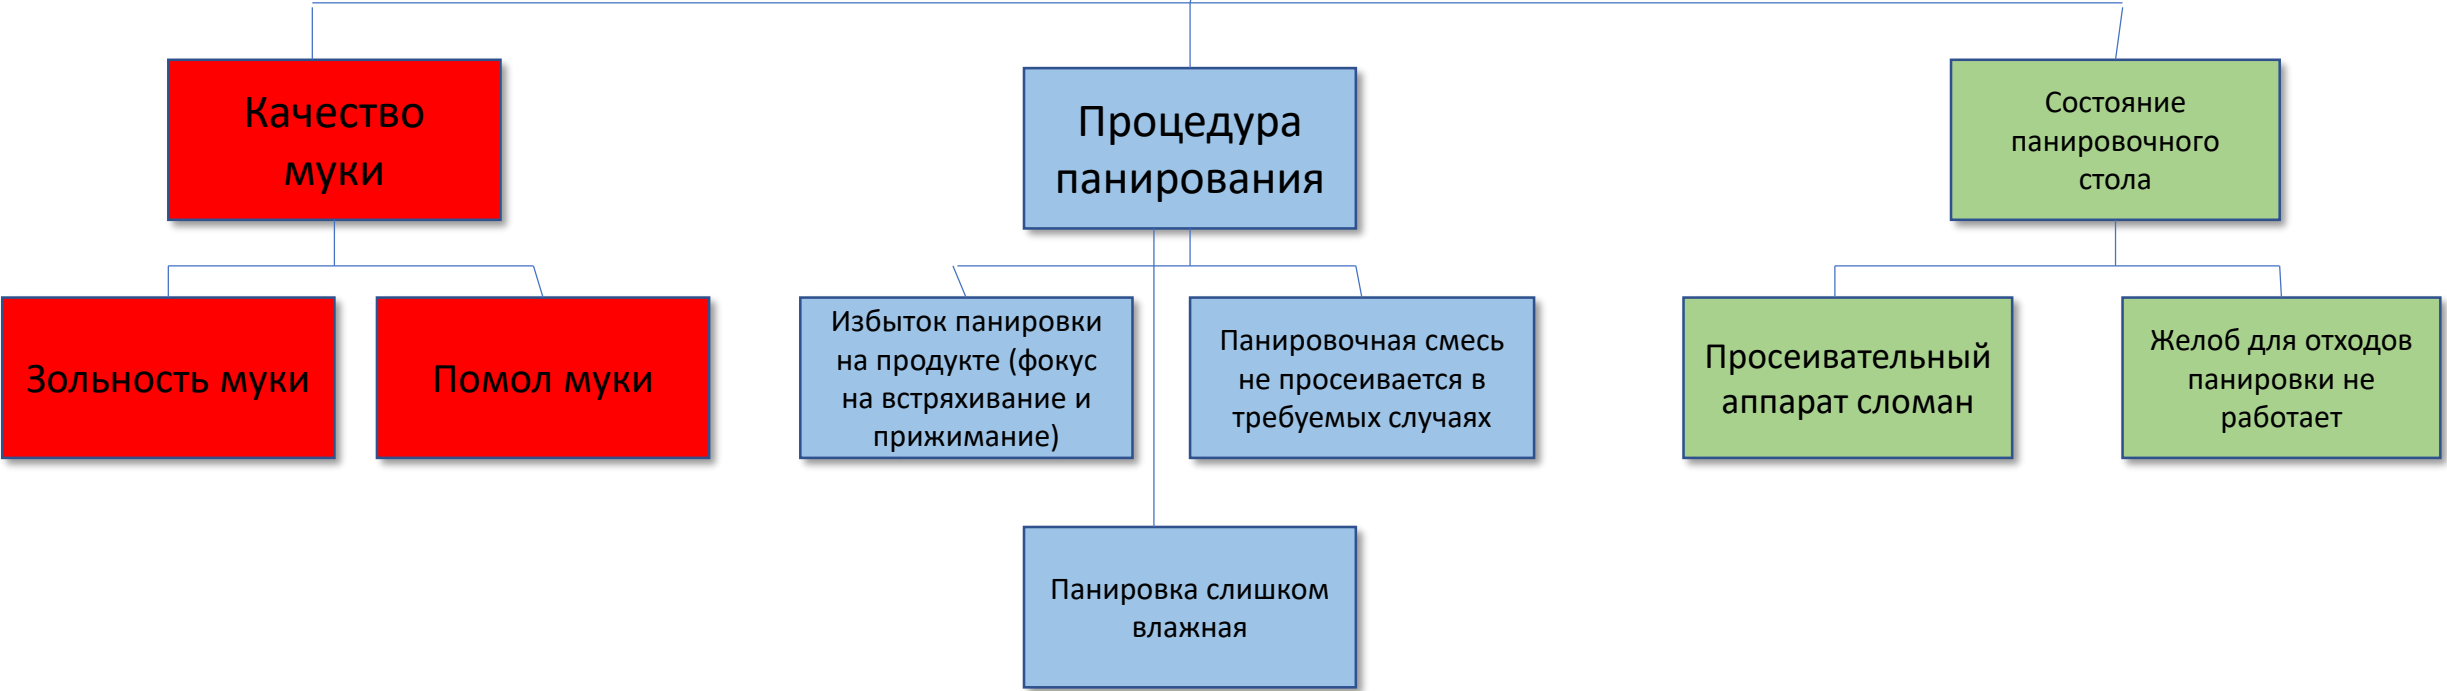 Качество
муки
Процедура
панирования
Состояние
панировочного
стола
Зольность муки
Помол муки
Избыток панировки
на продукте (фокус
на встряхивание и
прижимание)
Панировочная смесь
не просеивается в
требуемых случаях
Просеивательный
аппарат сломан
Желоб для отходов
панировки не
работает
Панировка слишком
влажная